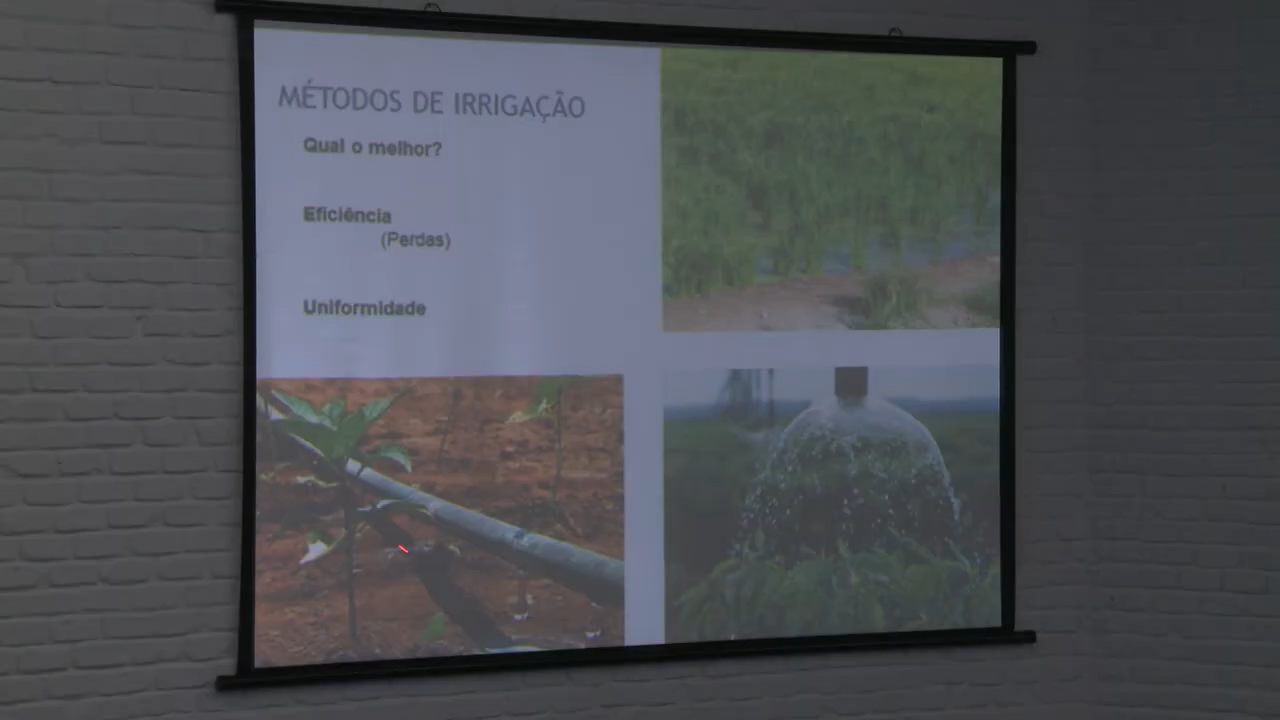 MÉTODOS DE IRRIGAÇÃO
Qual o melhor?
Eficiência
(Perdas)
Uniformidade